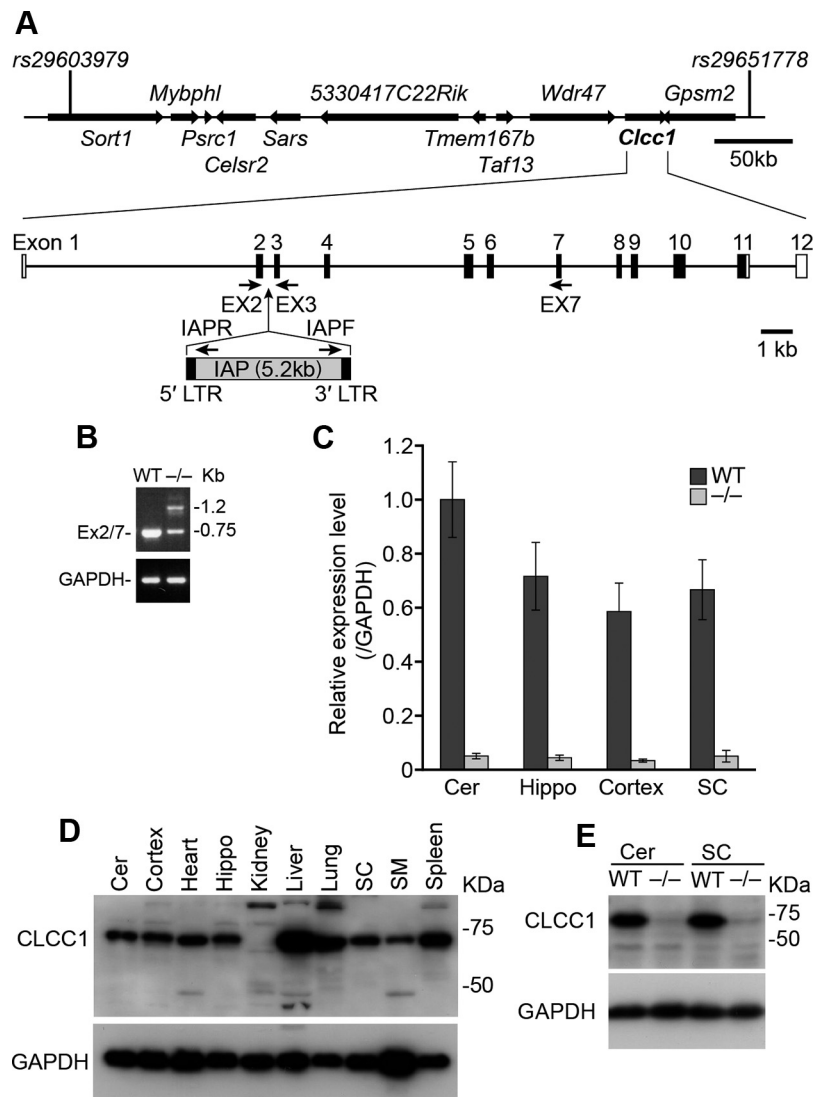 A
rs29603979 rs29651778
Mybphl 5330417C22Rik Wdr47 Gpsm2
Sort1 Psrc1 Sars Tmem167b Clcc1
Celsr2 Taf13 50kb
Exon 1 2 3 4 5 6 7 8 9 10 11 12
EX2 EX3 EX7
IAPR IAPF
1 kb
IAP (5.2kb)
5′ LTR 3′ LTR
B
WT –/– Kb
-1.2
Ex2/7- -0.75
GAPDH-
C
Relative expression level
(/GAPDH)
1.2
1.0
0.8
0.6
0.4
0.2
0
WT
–/–
Cer Hippo Cortex SC
D
Cer Cortex Heart Hippo Kidney Liver Lung SC SM Spleen
KDa
CLCC1 -75
-50
GAPDH
E
Cer SC
WT –/– WT –/– KDa
CLCC1 -75
-50
GAPDH